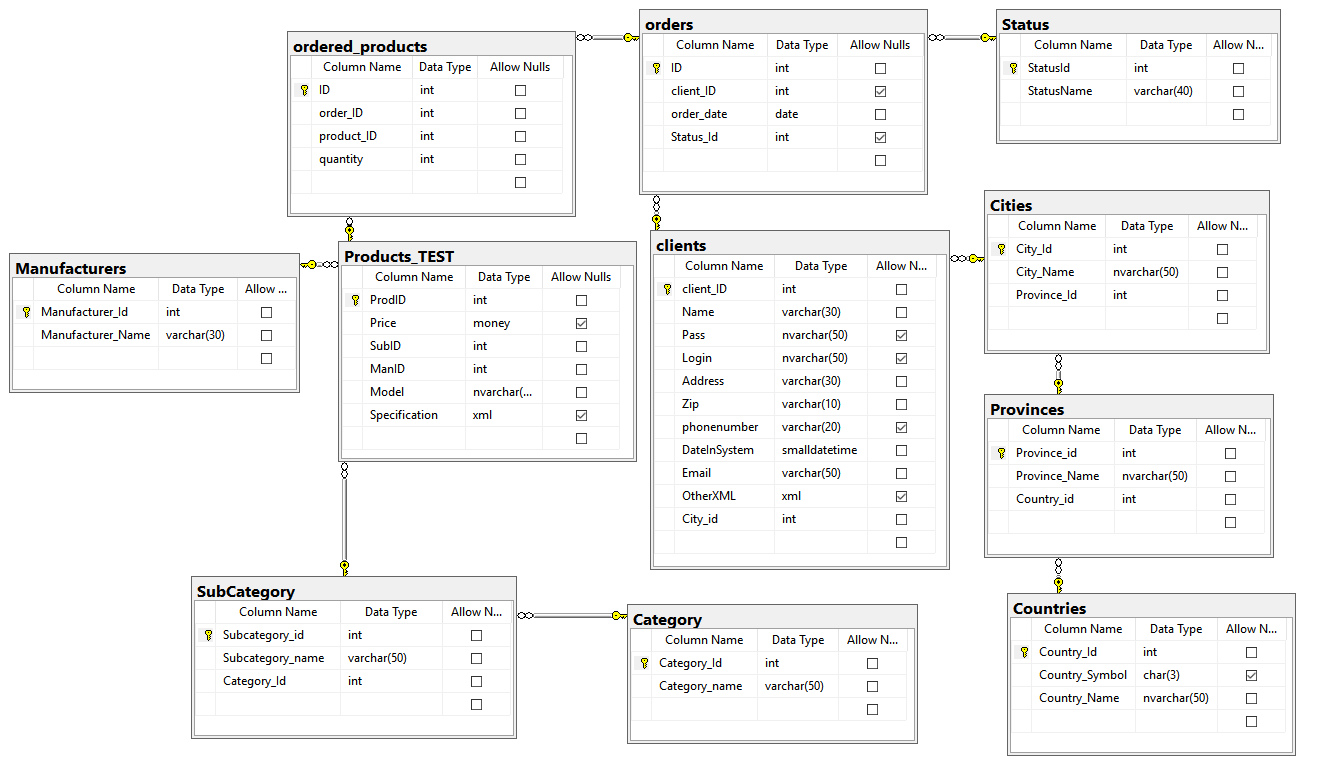 ordered_products
Column Name Data Type Allow Nulls
ID int
order_ID int
product_ID int
quantity int
orders
Column Name Data Type Allow Nulls
ID int
client_ID int
order_date date
Status_Id int
Status
Column Name Data Type Allow N...
StatusId int
StatusName varchar(40)
Manufacturers
Column Name Data Type Allow ...
Manufacturer_Id int
Manufacturer_Name varchar(30)
Products_TEST
Column Name Data Type Allow Nulls
ProdID int
Price money
SubID int
ManID int
Model nvarchar(...
Specification xml
clients
Column Name Data Type Allow N...
client_ID int
Name varchar(30)
Pass nvarchar(50)
Login nvarchar(50)
Address varchar(30)
Zip varchar(10)
phonenumber varchar(20)
DateInSystem smalldatetime
Email varchar(50)
OtherXML xml
City_id int
Cities
Column Name Data Type Allow N...
City_Id int
City_Name nvarchar(50)
Province_Id int
Provinces
Column Name Data Type Allow N...
Province_id int
Province_Name nvarchar(50)
Country_id int
SubCategory
Column Name Data Type Allow N...
Subcategory_id int
Subcategory_name varchar(50)
Category_Id int
Category
Column Name Data Type Allow N...
Category_Id int
Category_name varchar(50)
Countries
Column Name Data Type Allow N...
Country_Id int
Country_Symbol char(3)
Country_Name nvarchar(50)